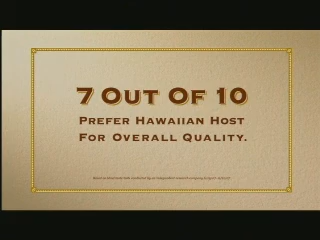 7 OUT OF 10
PREFER HAWAIIAN HOST
FOR OVERALL QUALITY.